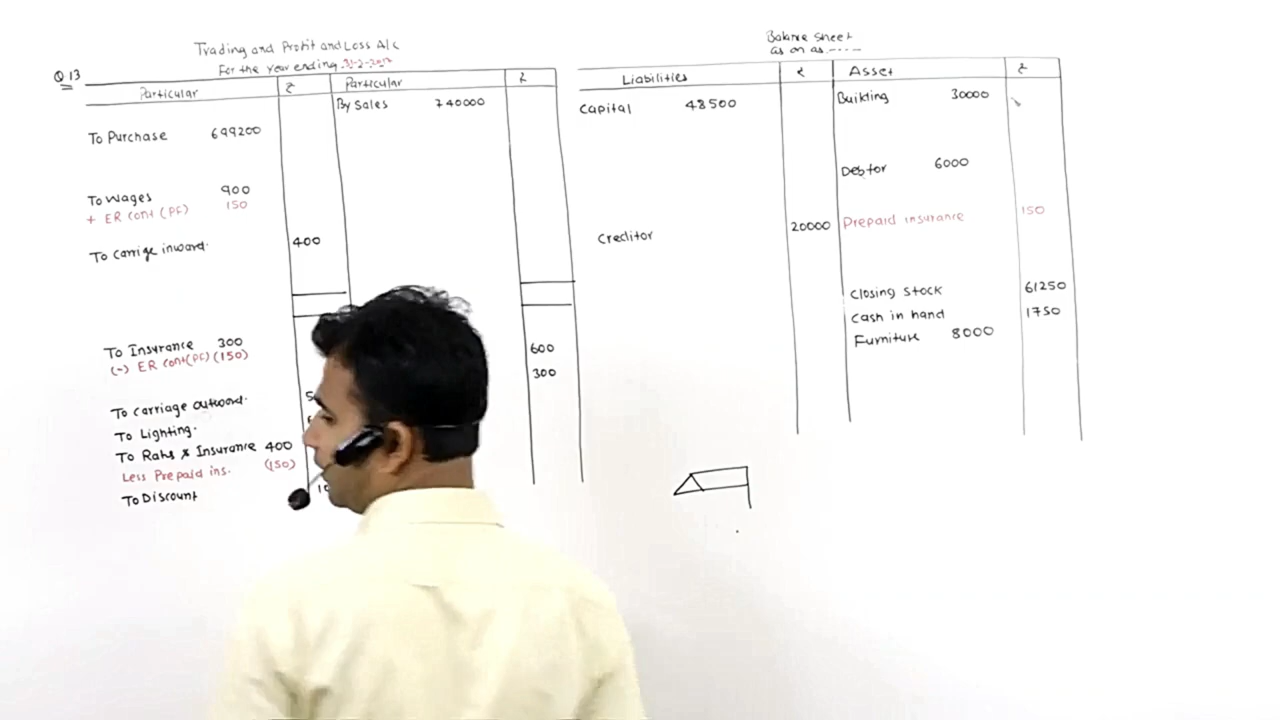 Trading and Profit and Loss A/c
For the year ending
Q 13
Particular ₹ Particular ₹
By Sales 740000
To Purchase 699200
To Wages 900
+ ER cont (PF) 150
To Carrige inward. 400
To Insurance 300
(-) ER cont(PF) (150)
600
300
To carriage outward.
To Lighting.
To Rats & Insurance 400
Less Prepaid ins. (150)
To Discount
Balance Sheet
as on as.----
Liabilities ₹ Asset ₹
Capital 48500
Building 30000
Debtor 6000
Creditor 20000
Prepaid insurance 150
Closing Stock 61250
Cash in hand 1750
Furniture 8000